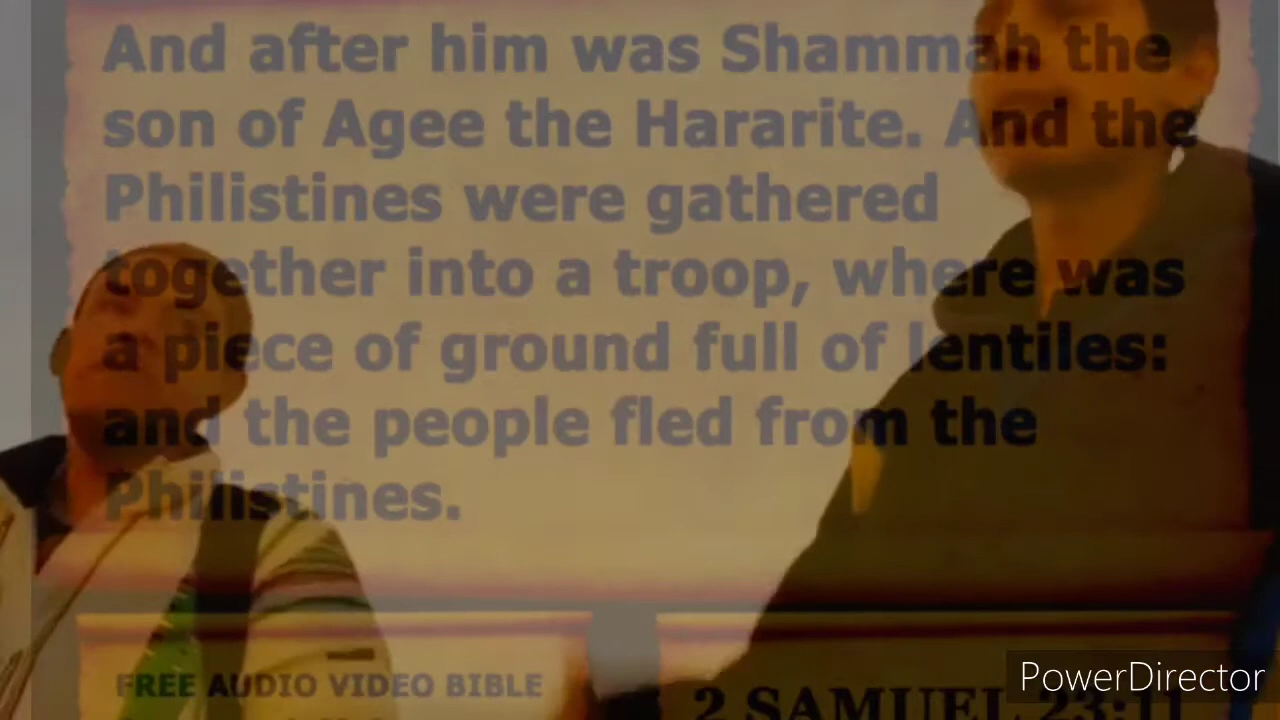 And after him was Shammah the
son of Agee the Hararite. And the
Philistines were gathered
together into a troop, where was
a piece of ground full of lentiles:
and the people fled from the
Philistines.
FREE AUDIO VIDEO BIBLE
2 SAMUEL 23:11
PowerDirector